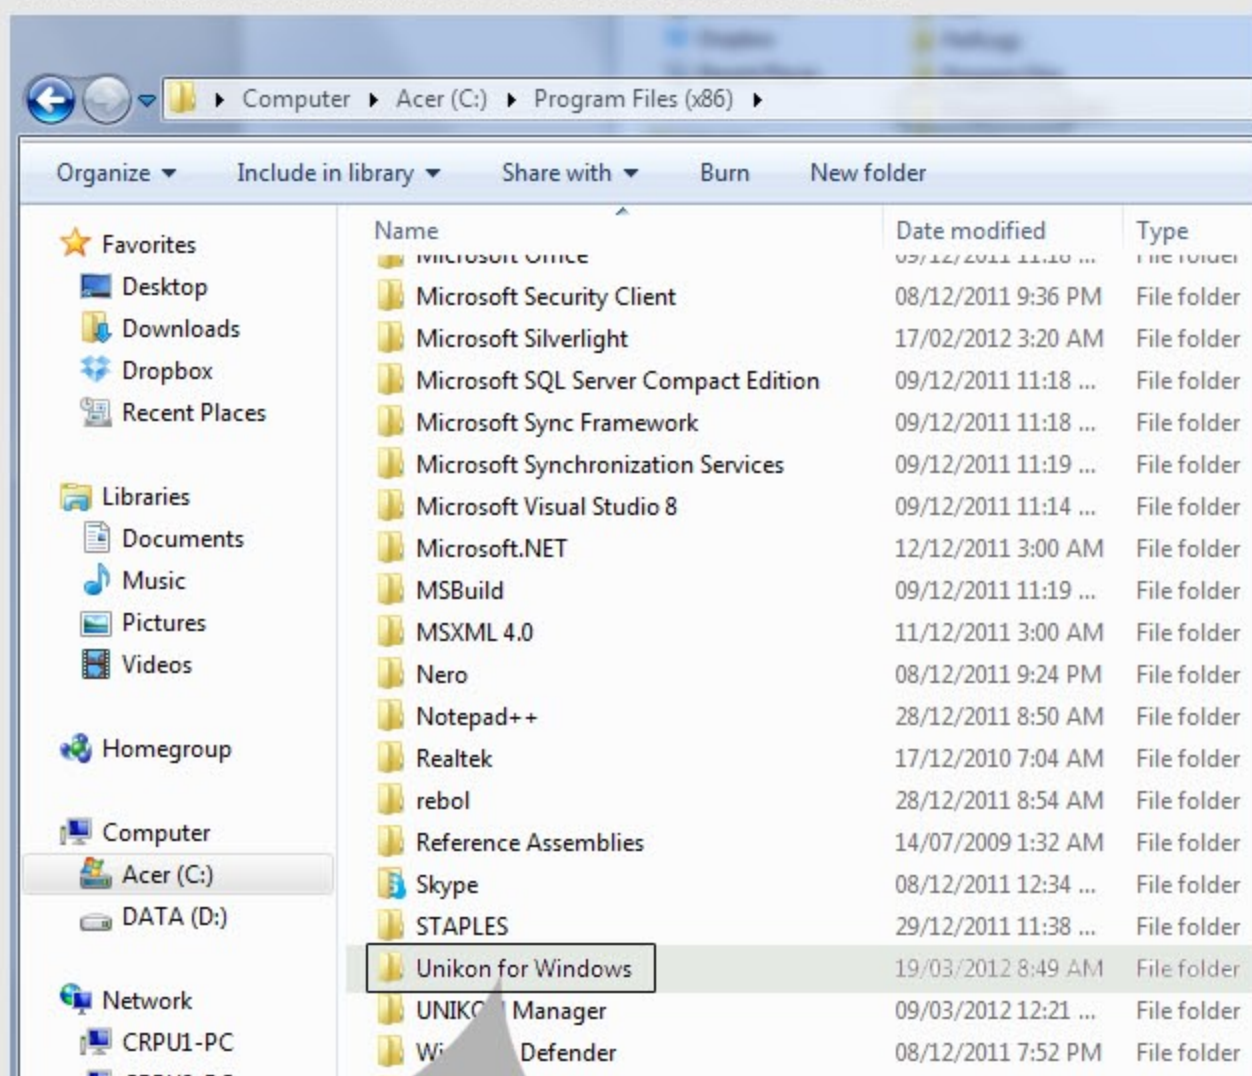 Computer ▸ Acer (C:) ▸ Program Files (x86) ▸
Organize Include in library Share with Burn New folder
Name Date modified Type
Favorites
Desktop
Downloads
Dropbox
Recent Places
Libraries
Documents
Music
Pictures
Videos
Homegroup
Computer
Acer (C:)
DATA (D:)
Network
CRPU1-PC
Microsoft Office 09/12/2011 11:18 ... File folder
Microsoft Security Client 08/12/2011 9:36 PM File folder
Microsoft Silverlight 17/02/2012 3:20 AM File folder
Microsoft SQL Server Compact Edition 09/12/2011 11:18 ... File folder
Microsoft Sync Framework 09/12/2011 11:18 ... File folder
Microsoft Synchronization Services 09/12/2011 11:19 ... File folder
Microsoft Visual Studio 8 09/12/2011 11:14 ... File folder
Microsoft.NET 12/12/2011 3:00 AM File folder
MSBuild 09/12/2011 11:19 ... File folder
MSXML 4.0 11/12/2011 3:00 AM File folder
Nero 08/12/2011 9:24 PM File folder
Notepad++ 28/12/2011 8:50 AM File folder
Realtek 17/12/2010 7:04 AM File folder
rebol 28/12/2011 8:54 AM File folder
Reference Assemblies 14/07/2009 1:32 AM File folder
Skype 08/12/2011 12:34 ... File folder
STAPLES 29/12/2011 11:38 ... File folder
Unikon for Windows 19/03/2012 8:49 AM File folder
Manager 09/03/2012 12:21 ... File folder
Defender 08/12/2011 7:52 PM File folder